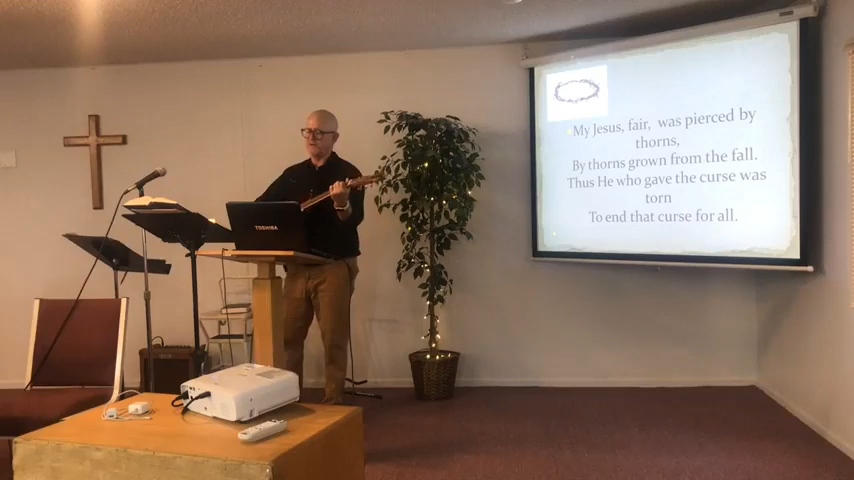 My Jesus, fair, was pierced by
thorns,
By thorns grown from the fall.
Thus He who gave the curse was
torn
To end that curse for all.
TOSHIBA